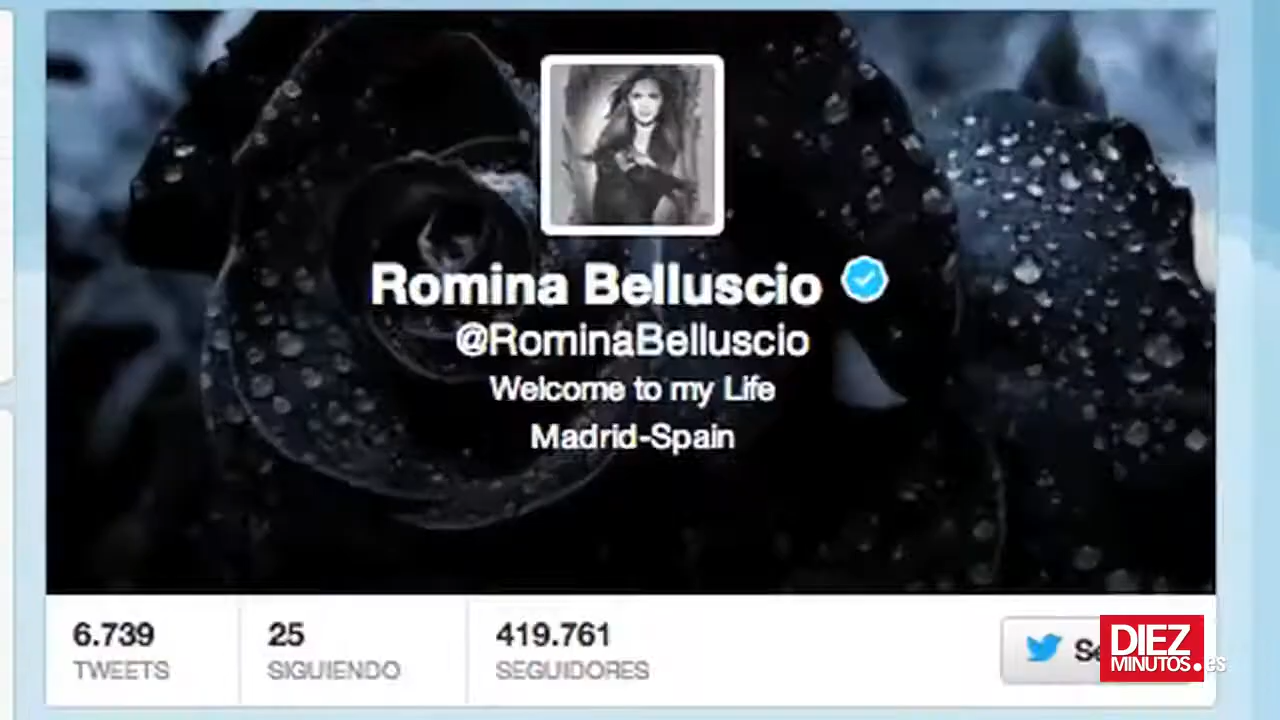 Romina Belluscio
@RominaBelluscio
Welcome to my Life
Madrid-Spain
6.739
TWEETS
25
SIGUIENDO
419.761
SEGUIDORES
DIEZ
MINUTOS.es